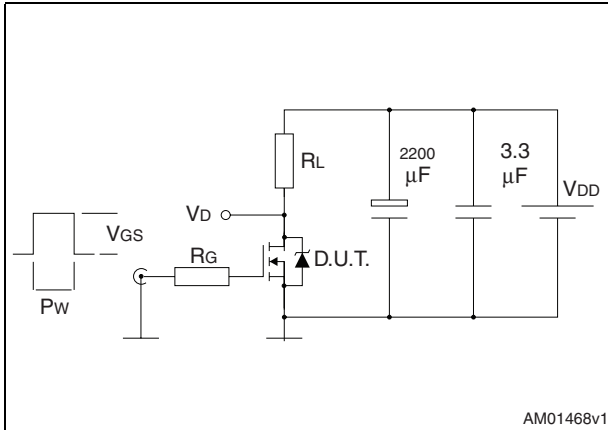 RL
2200
μF
3.3
μF
VDD
VD
VGS
RG
D.U.T.
PW
AM01468v1